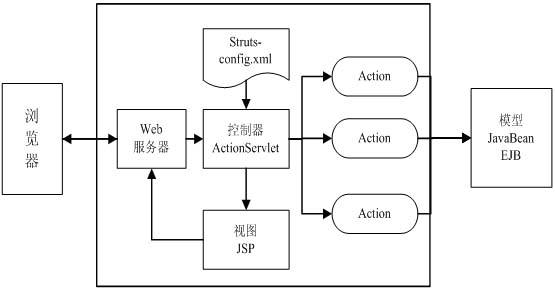 Struts-
config.xml
浏
览
器
Web
服务器
控制器
ActionServlet
视图
JSP
Action
Action
Action
模型
JavaBean
EJB